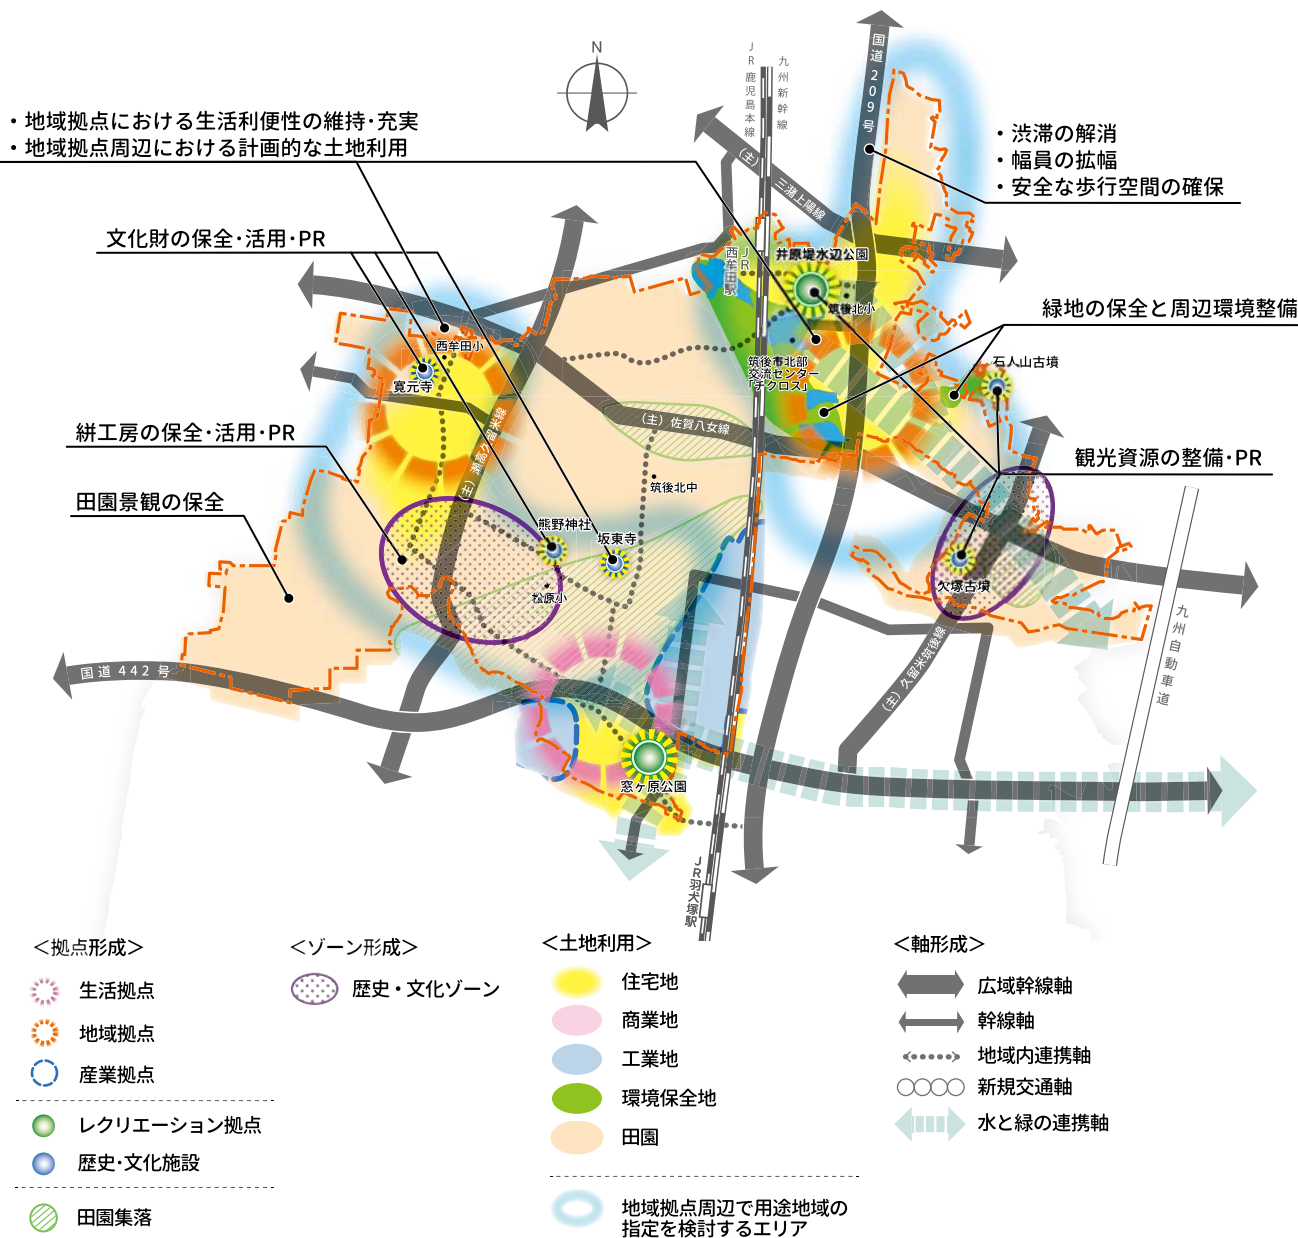 N
JR鹿児島本線
九州新幹線
国道209号
・地域拠点における生活利便性の維持・充実
・地域拠点周辺における計画的な土地利用
・渋滞の解消
・幅員の拡幅
・安全な歩行空間の確保
(主)三潴上陽線
文化財の保全・活用・PR
JR西牟田駅
井原堤水辺公園
筑後北小
緑地の保全と周辺環境整備
西牟田小
寛元寺
筑後市北部
交流センター
「チクロス」
石人山古墳
(主)瀬高久留米線
(主)佐賀八女線
絣工房の保全・活用・PR
観光資源の整備・PR
筑後北中
田園景観の保全
熊野神社
坂東寺
松原小
欠塚古墳
九州自動車道
国道442号
(主)久留米筑後線
窓ヶ原公園
JR羽犬塚駅
＜拠点形成＞
生活拠点
地域拠点
産業拠点
レクリエーション拠点
歴史・文化施設
田園集落
＜ゾーン形成＞
歴史・文化ゾーン
＜土地利用＞
住宅地
商業地
工業地
環境保全地
田園
地域拠点周辺で用途地域の
指定を検討するエリア
＜軸形成＞
広域幹線軸
幹線軸
地域内連携軸
新規交通軸
水と緑の連携軸